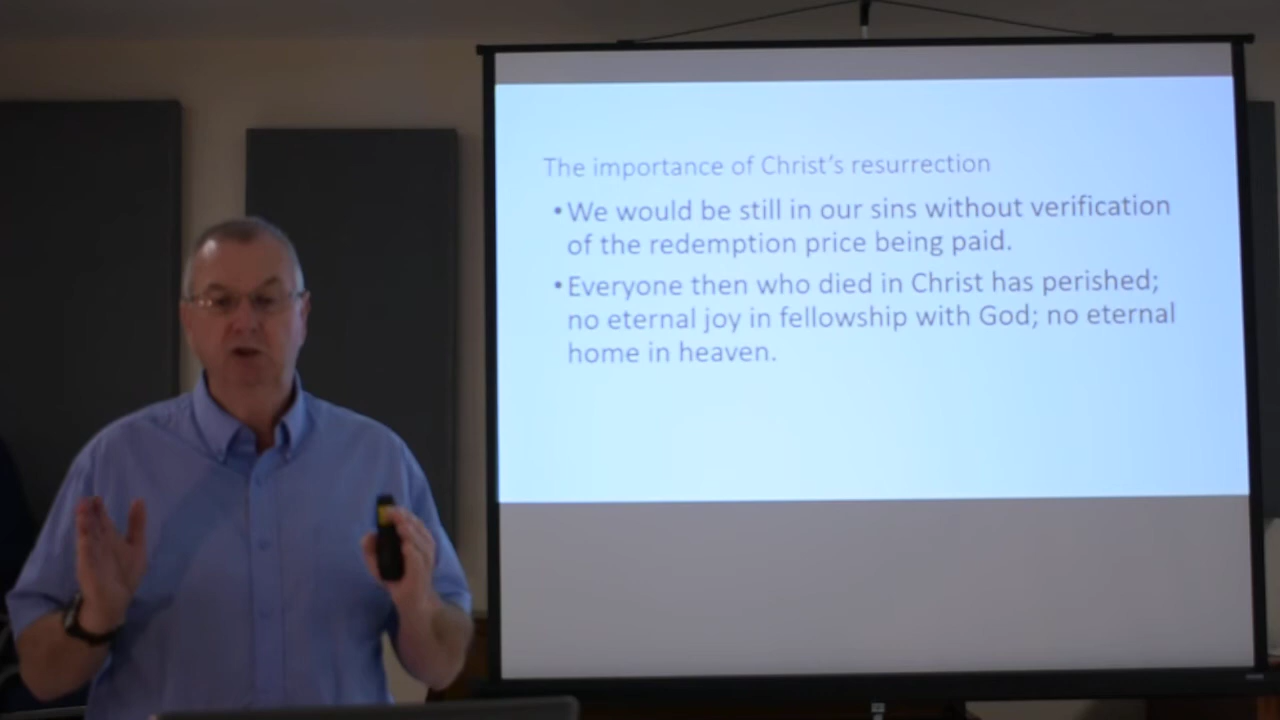 The importance of Christ's resurrection
•We would be still in our sins without verification
of the redemption price being paid.
•Everyone then who died in Christ has perished;
no eternal joy in fellowship with God; no eternal
home in heaven.